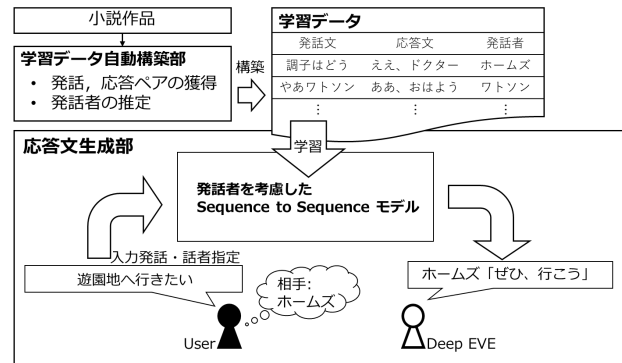 小説作品
学習データ自動構築部
• 発話，応答ペアの獲得
• 発話者の推定
構築
学習データ
発話文 応答文 発話者
調子はどう ええ、ドクター ホームズ
やあワトソン ああ、おはよう ワトソン
⋮ ⋮ ⋮
応答文生成部
学習
発話者を考慮した
Sequence to Sequence モデル
入力発話・話者指定
遊園地へ行きたい
相手:
ホームズ
User
ホームズ「ぜひ、行こう」
Deep EVE